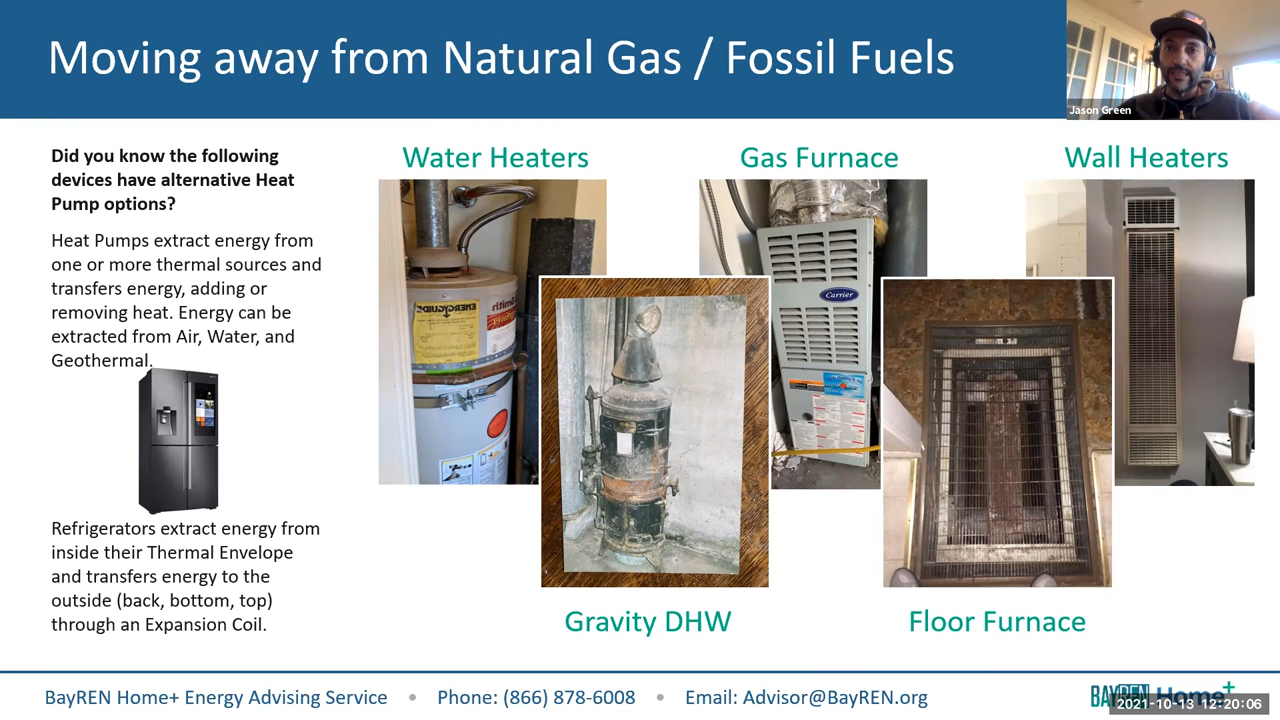 Moving away from Natural Gas / Fossil Fuels
Jason Green
Did you know the following
devices have alternative Heat
Pump options?
Heat Pumps extract energy from
one or more thermal sources and
transfers energy, adding or
removing heat. Energy can be
extracted from Air, Water, and
Geothermal.
Refrigerators extract energy from
inside their Thermal Envelope
and transfers energy to the
outside (back, bottom, top)
through an Expansion Coil.
Water Heaters
Gas Furnace
Wall Heaters
ENERGYGUIDE
Carrier
Gravity DHW
Floor Furnace
BayREN Home+ Energy Advising Service • Phone: (866) 878-6008 • Email: Advisor@BayREN.org
BAYREN Home+
2021-10-13 12:20:06